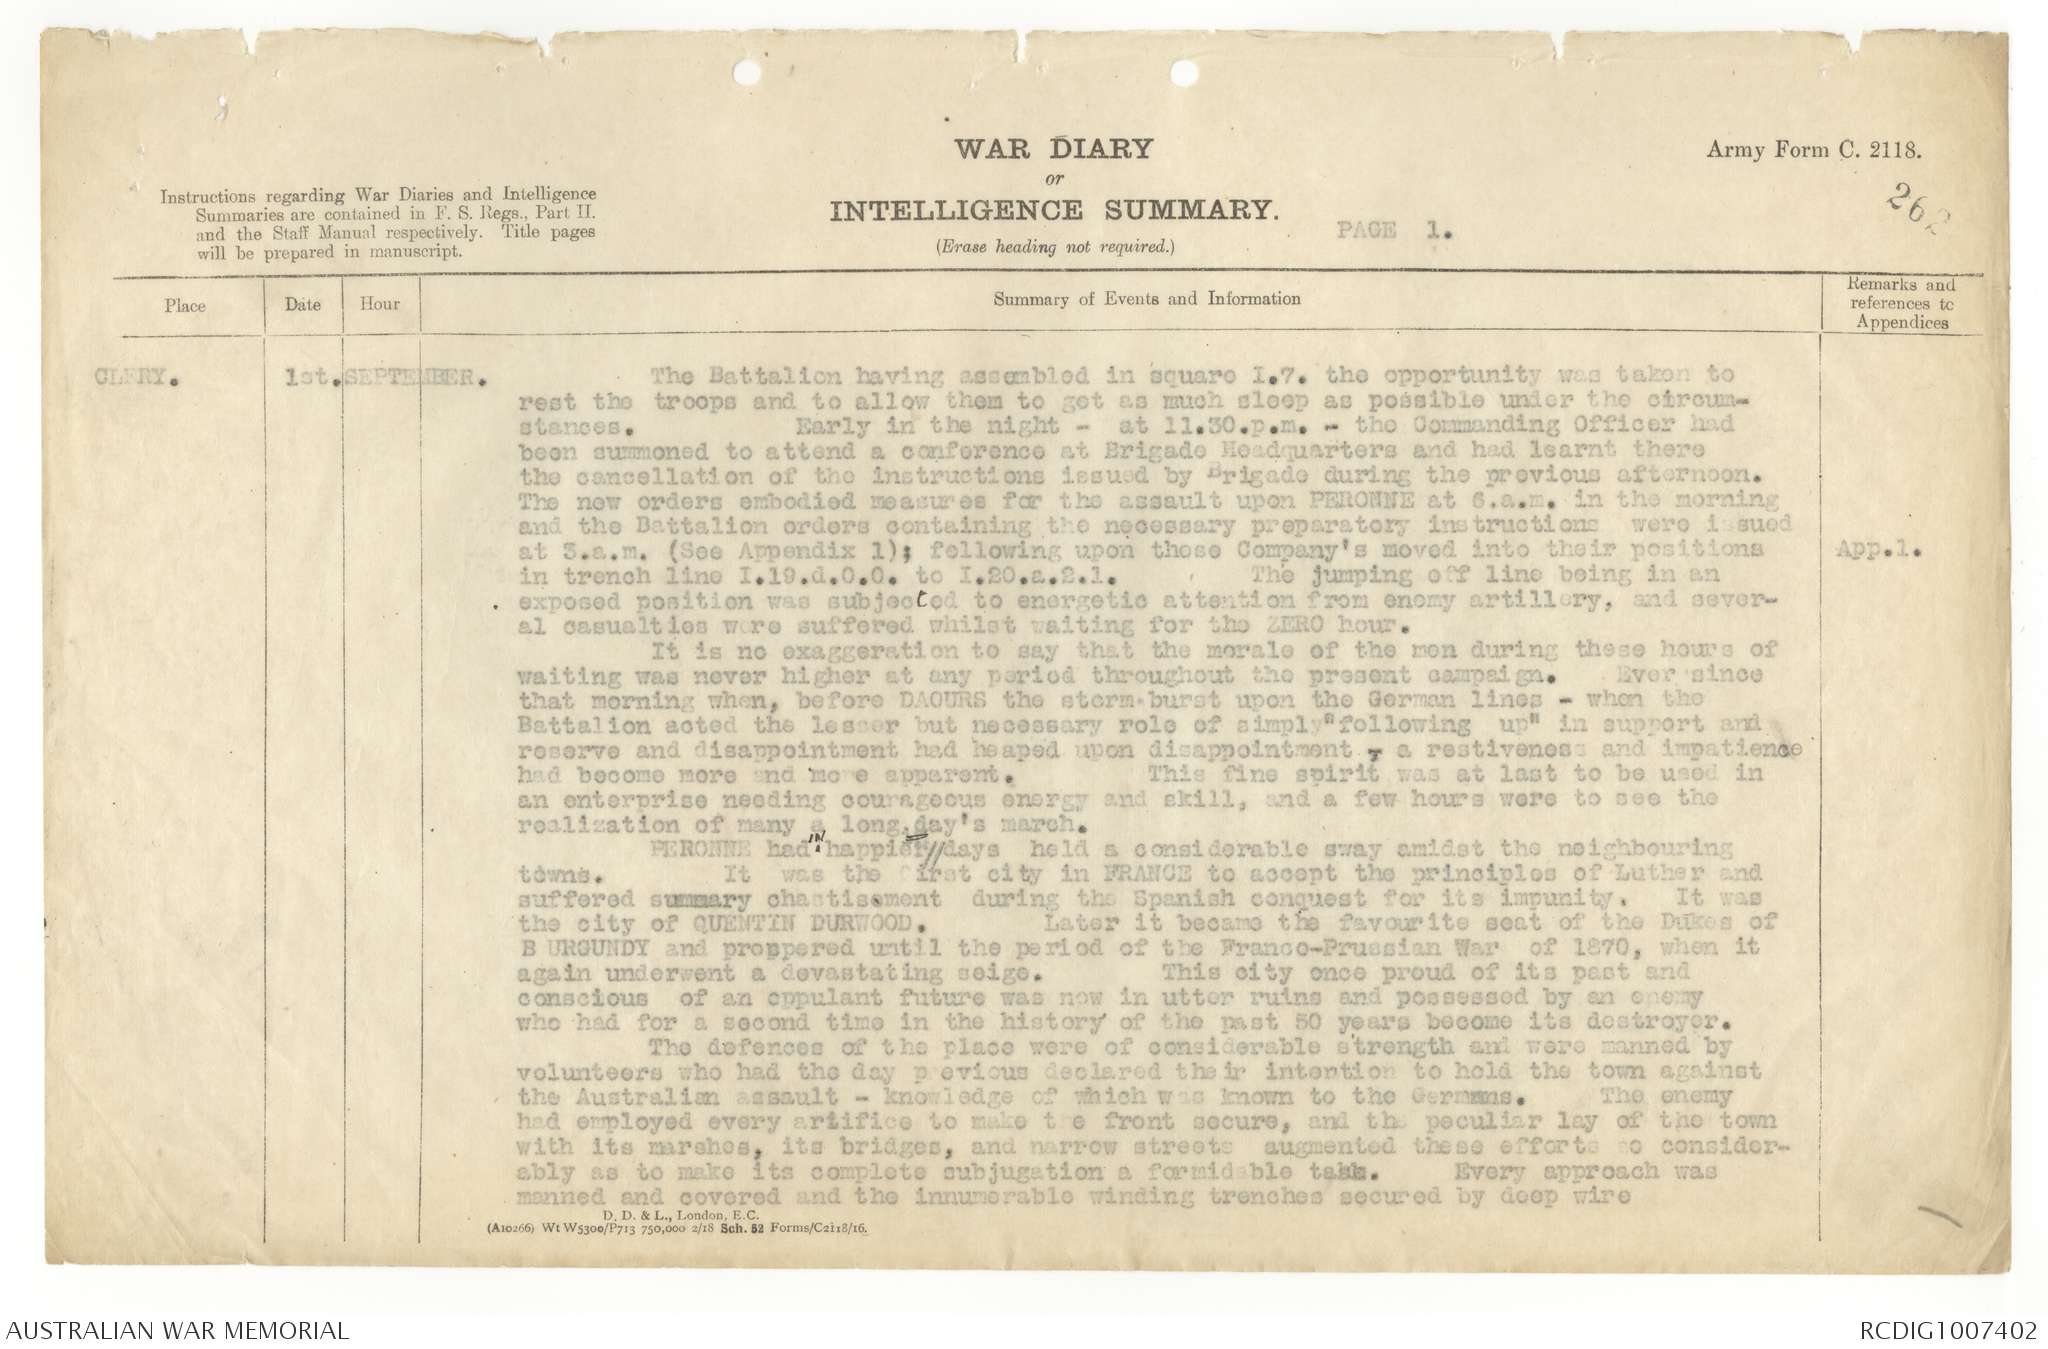 WAR DIARY
or
INTELLIGENCE SUMMARY.
(Erase heading not required.)
Army Form C. 2118.
262
PAGE 1.
Instructions regarding War Diaries and Intelligence
Summaries are contained in F. S. Regs., Part II.
and the Staff Manual respectively. Title pages
will be prepared in manuscript.
Place
Date
Hour
Summary of Events and Information
Remarks and
references to
Appendices
CLERY. 1st. SEPTEMBER. The Battalion having assembled in square I.7. the opportunity was taken to
rest the troops and to allow them to get as much sleep as possible under the circum-
stances. Early in the night - at 11.30.p.m. - the Commanding Officer had
been summoned to attend a conference at Brigade Headquarters and had learnt there
the cancellation of the instructions issued by Brigade during the previous afternoon.
The new orders embodied measures for the assault upon PERONNE at 6.a.m. in the morning
and the Battalion orders containing the necessary preparatory instructions were issued
at 3.a.m. (See Appendix 1); following upon these Company's moved into their positions App.1.
in trench line I.19.d.0.0. to I.20.a.2.1. The jumping off line being in an
exposed position was subjected to energetic attention from enemy artillery, and sever-
al casualties were suffered whilst waiting for the ZERO hour.
It is no exaggeration to say that the morale of the men during these hours of
waiting was never higher at any period throughout the present campaign. Ever since
that morning when, before DAOURS the storm burst upon the German lines - when the
Battalion acted the lesser but necessary role of simply "following up" in support and
reserve and disappointment had heaped upon disappointment, a restiveness and impatience
had become more and more apparent. This fine spirit was at last to be used in
an enterprise needing courageous energy and skill, and a few hours were to see the
realization of many a long day's march.
PERONNE had IN happier // days held a considerable sway amidst the neighbouring
towns. It was the first city in FRANCE to accept the principles of Luther and
suffered summary chastisement during the Spanish conquest for its impunity. It was
the city of QUENTIN DURWOOD. Later it became the favourite seat of the Dukes of
B URGUNDY and prospered until the period of the Franco-Prussian War of 1870, when it
again underwent a devastating seige. This city once proud of its past and
conscious of an oppulant future was now in utter ruins and possessed by an enemy
who had for a second time in the history of the past 50 years become its destroyer.
The defences of the place were of considerable strength and were manned by
volunteers who had the day previous declared their intention to hold the town against
the Australian assault - knowledge of which was known to the Germans. The enemy
had employed every artifice to make the front secure, and the peculiar lay of the town
with its marshes, its bridges, and narrow streets augmented these efforts so consider-
ably as to make its complete subjugation a formidable task. Every approach was
manned and covered and the innumerable winding trenches secured by deep wire
D. D. & L., London, E.C.
(A10266) Wt W5300/P713 750,000 2/18 Sch. 52 Forms/C2118/16.
AUSTRALIAN WAR MEMORIAL
RCDIG1007402